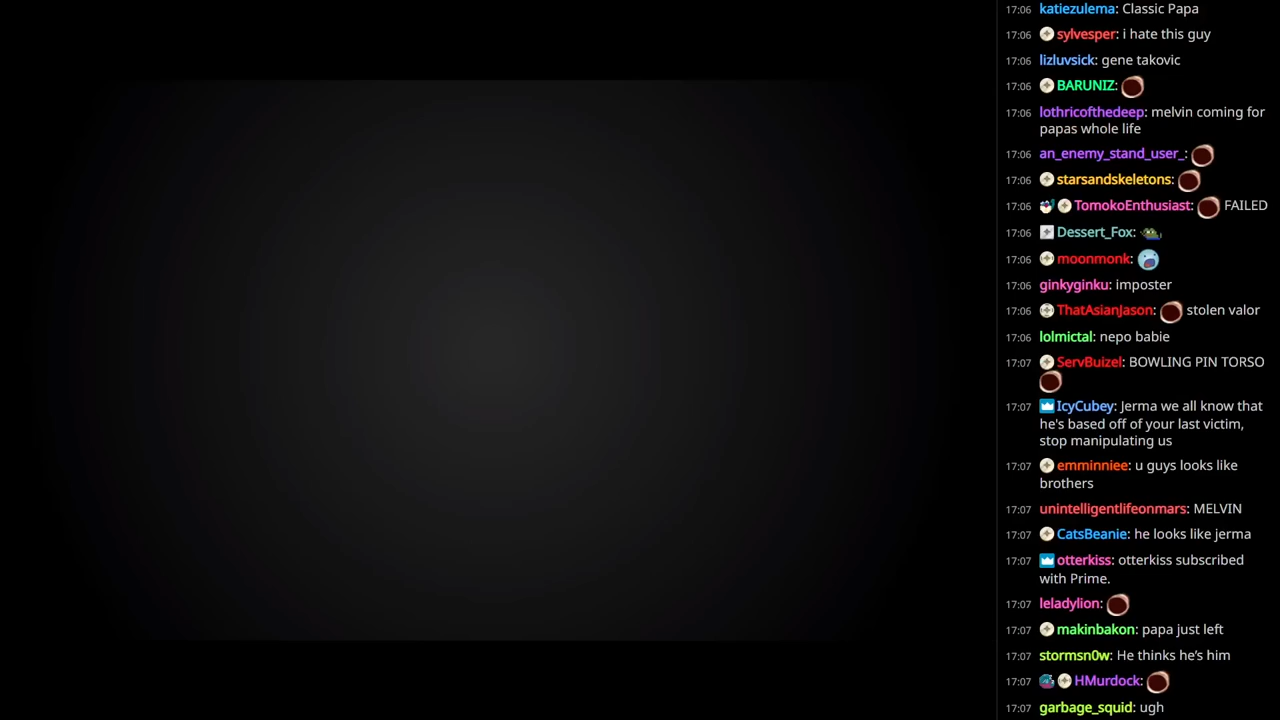 17:06 katiezulema: Classic Papa
17:06 sylvesper: i hate this guy
17:06 lizluvsick: gene takovic
17:06 BARUNIZ:
17:06 lothricofthedeep: melvin coming for
papas whole life
17:06 an_enemy_stand_user_:
17:06 starsandskeletons:
17:06 TomokoEnthusiast: FAILED
17:06 Dessert_Fox:
17:06 moonmonk:
17:06 ginkyginku: imposter
17:06 ThatAsianJason: stolen valor
17:06 lolmictal: nepo babie
17:07 ServBuizel: BOWLING PIN TORSO
17:07 IcyCubey: Jerma we all know that
he's based off of your last victim,
stop manipulating us
17:07 emminniee: u guys looks like
brothers
17:07 unintelligentlifeonmars: MELVIN
17:07 CatsBeanie: he looks like jerma
17:07 otterkiss: otterkiss subscribed
with Prime.
17:07 leladylion:
17:07 makinbakon: papa just left
17:07 stormsn0w: He thinks he's him
17:07 HMurdock:
17:07 garbage_squid: ugh